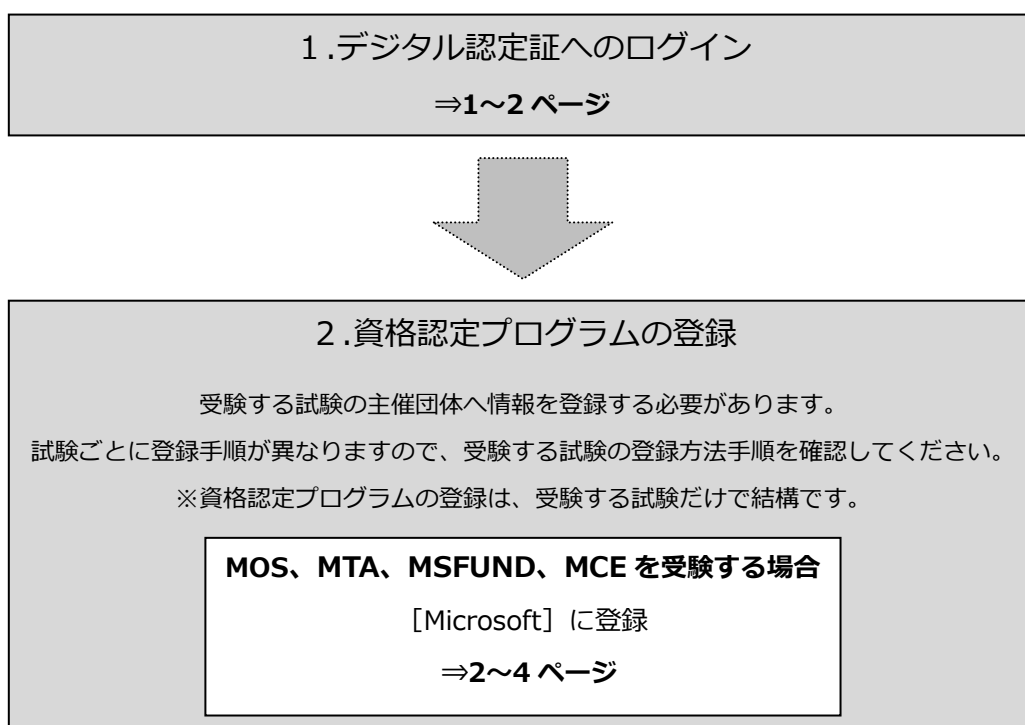 １.デジタル認定証へのログイン
⇒1～2 ページ
２.資格認定プログラムの登録
受験する試験の主催団体へ情報を登録する必要があります。
試験ごとに登録手順が異なりますので、受験する試験の登録方法手順を確認してください。
※資格認定プログラムの登録は、受験する試験だけで結構です。
MOS、MTA、MSFUND、MCE を受験する場合
［Microsoft］に登録
⇒2～4 ページ